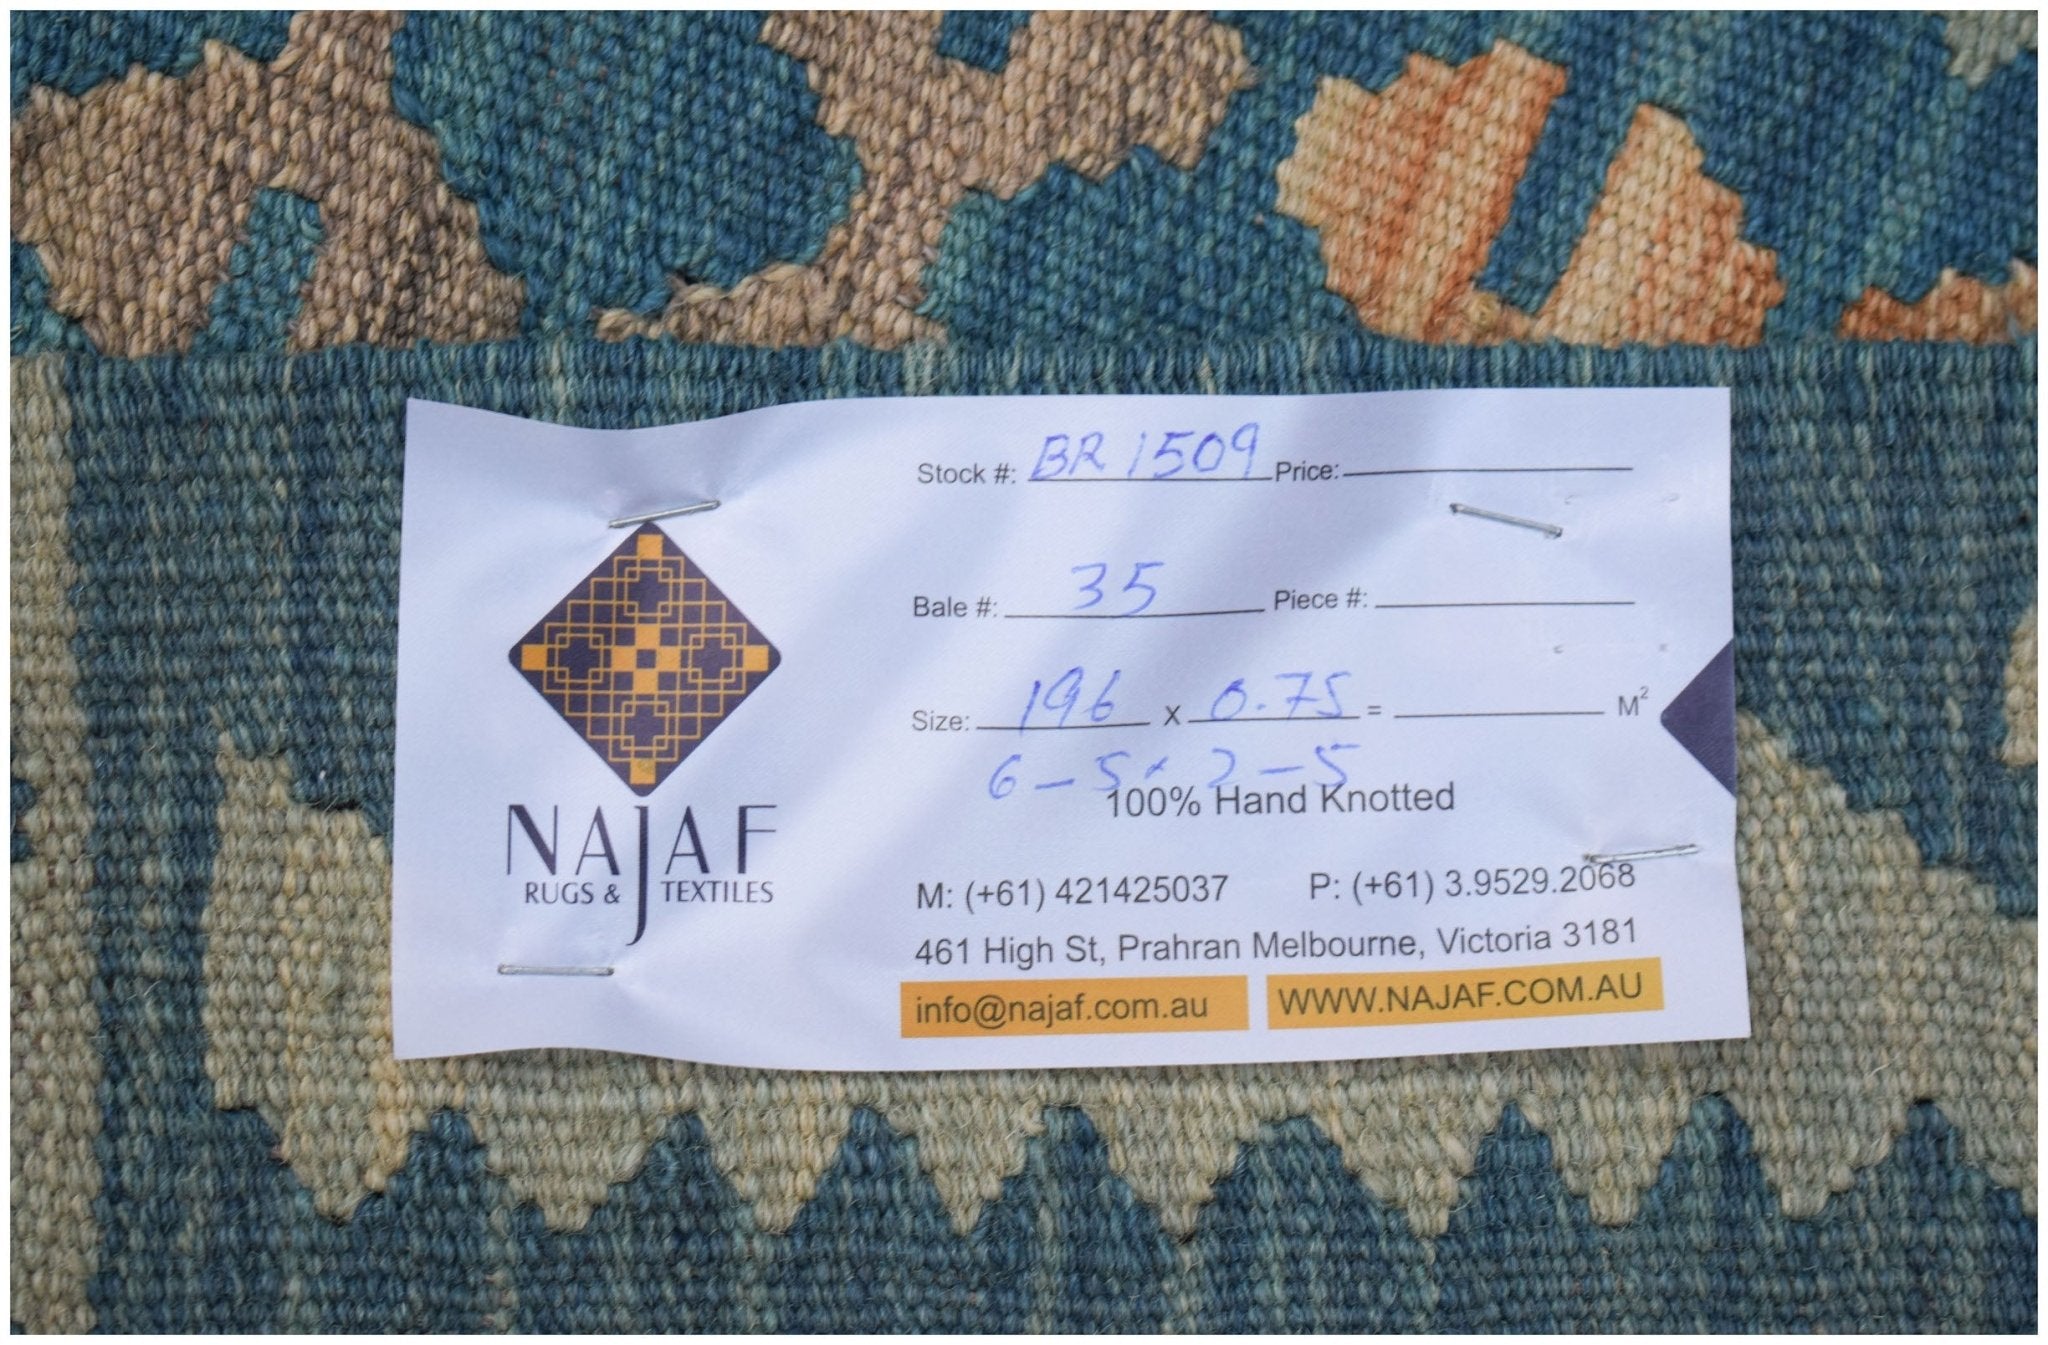 Stock #: BR 1509 Price:
Bale #: 35 Piece #:
Size: 196 x 0.75 = M²
6 - 5 x 2 - 5
100% Hand Knotted
NAJAF
RUGS & TEXTILES
M: (+61) 421425037 P: (+61) 3.9529.2068
461 High St, Prahran Melbourne, Victoria 3181
info@najaf.com.au WWW.NAJAF.COM.AU